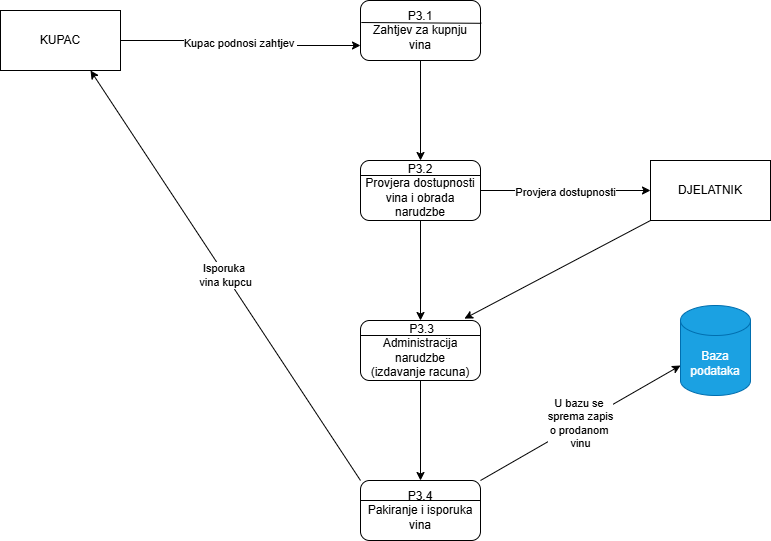 P3.1
KUPAC
Zahtjev za kupnju
vina
Kupac podnosi zahtjev
P3.2
Provjera dostupnosti
vina i obrada
narudzbe
Provjera dostupnosti
DJELATNIK
Isporuka
vina kupcu
P3.3
Administracija
narudzbe
(izdavanje racuna)
Baza
podataka
U bazu se
sprema zapis
o prodanom
vinu
P3.4
Pakiranje i isporuka
vina